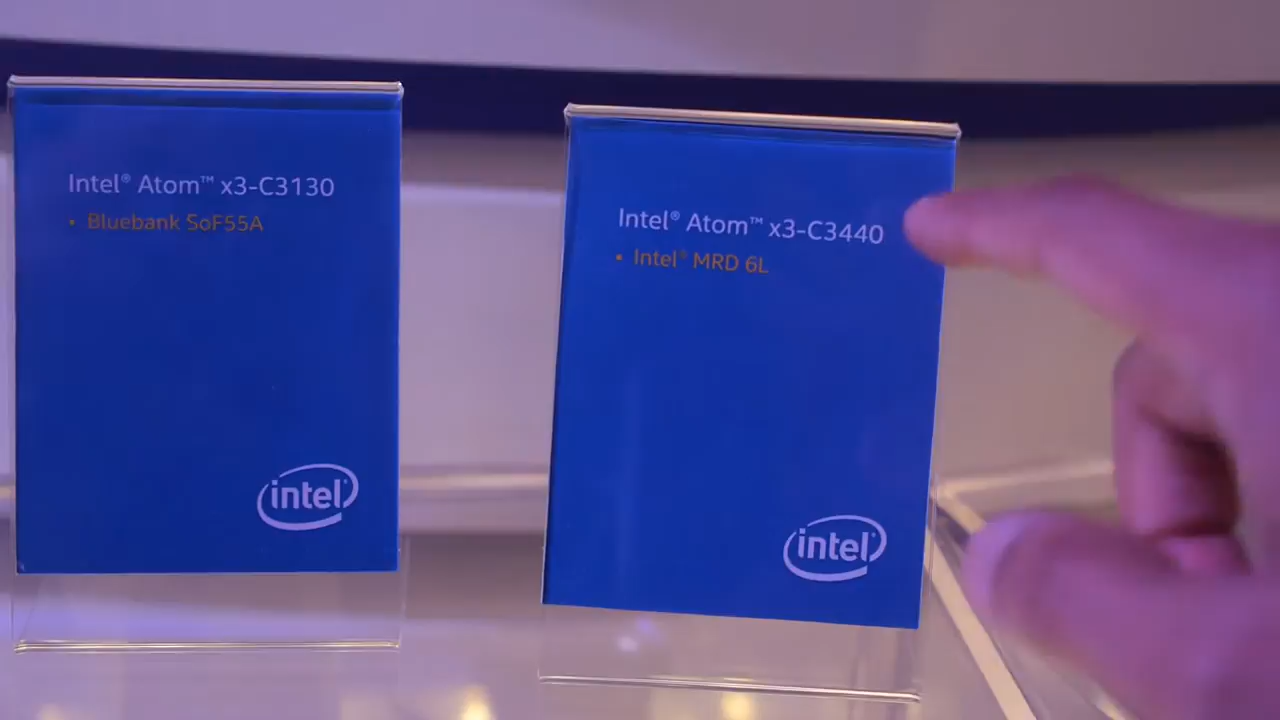 Intel® Atom™ x3-C3130
• Bluebank SoF55A
intel®
Intel® Atom™ x3-C3440
• Intel® MRD 6L
intel®